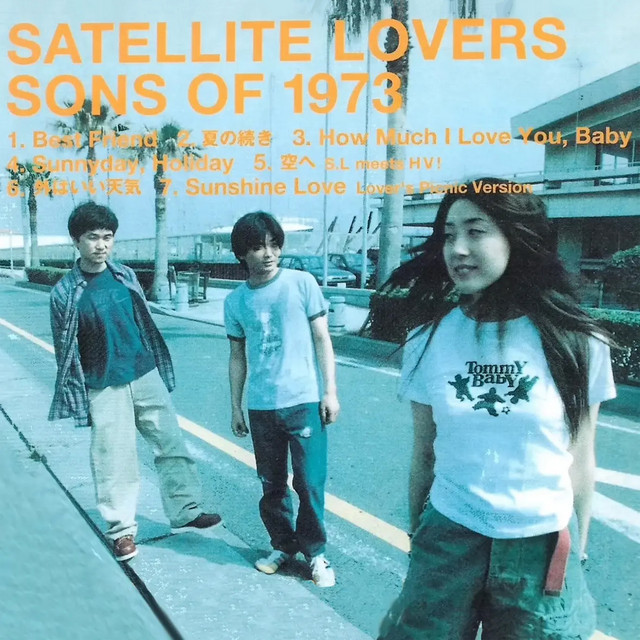 SATELLITE LOVERS
SONS OF 1973
1. Best Friend 2. 夏の続き 3. How Much I Love You, Baby
4. Sunnyday, Holiday 5. 空へ S.L meets H V !
6. 外はいい天気 7. Sunshine Love Lover's Picnic Version
Tommy
BABY